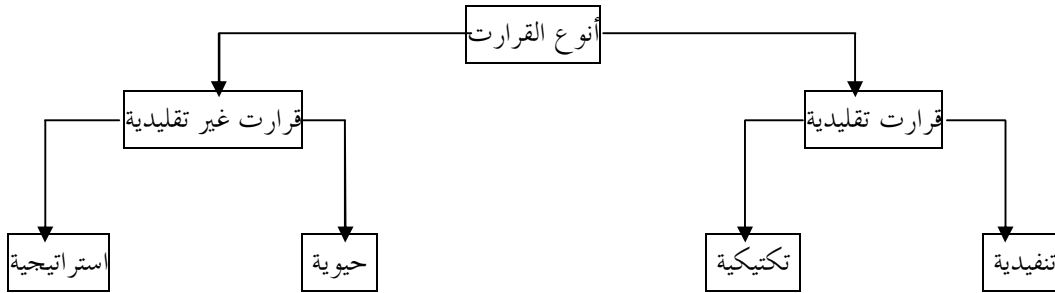 أنوع القرارت
قرارت تقليدية
قرارت غير تقليدية
تنفيدية
تكتيكية
حيوية
استراتيجية